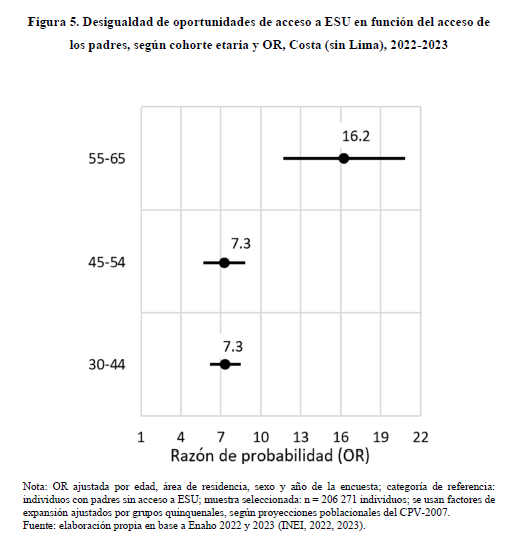 Figura 5. Desigualdad de oportunidades de acceso a ESU en función del acceso de
los padres, según cohorte etaria y OR, Costa (sin Lima), 2022-2023
16.2
55-65
7.3
45-54
7.3
30-44
1 4 7 10 13 16 19 22
Razón de probabilidad (OR)
Nota: OR ajustada por edad, área de residencia, sexo y año de la encuesta; categoría de referencia:
individuos con padres sin acceso a ESU; muestra seleccionada: n = 206 271 individuos; se usan factores de
expansión ajustados por grupos quinquenales, según proyecciones poblacionales del CPV-2007.
Fuente: elaboración propia en base a Enaho 2022 y 2023 (INEI, 2022, 2023).